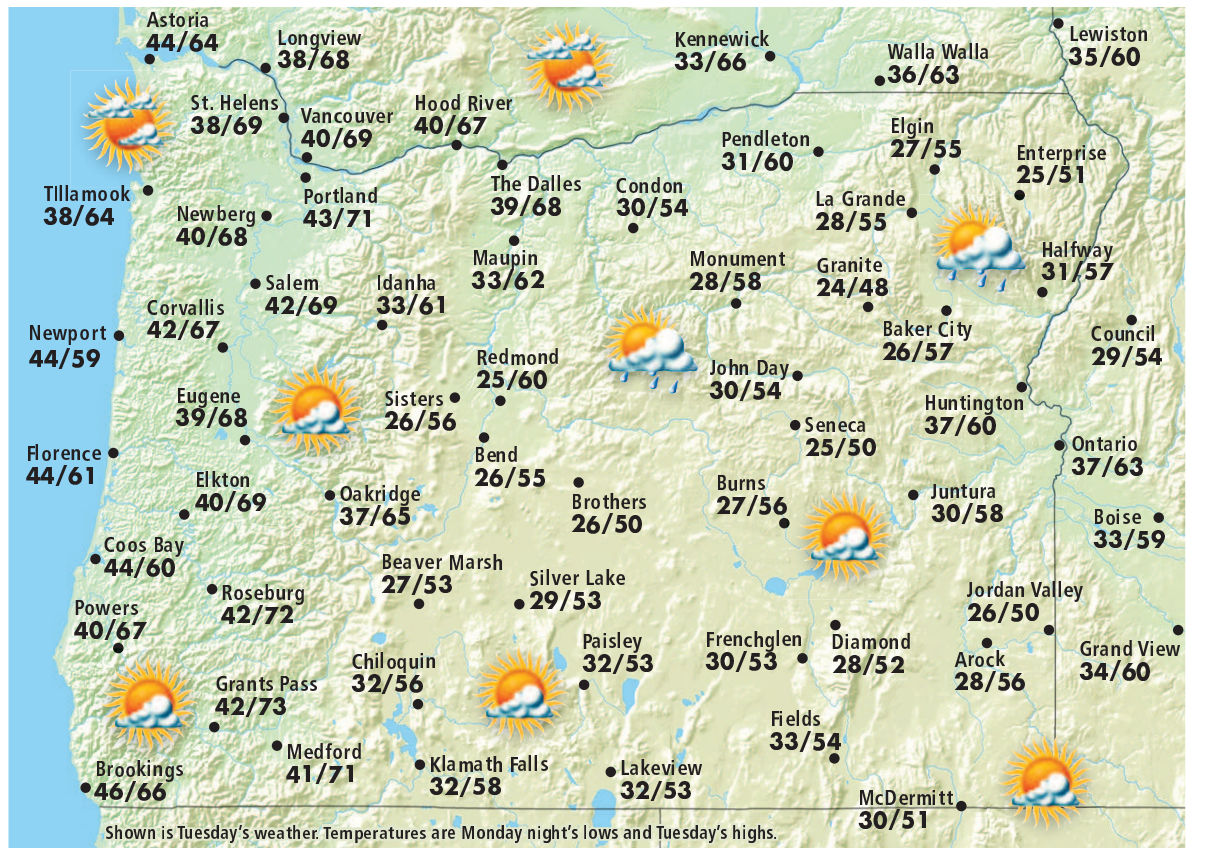 Astoria
44/64
Longview
38/68
Kennewick
33/66
Walla Walla
36/63
Lewiston
35/60
St. Helens
38/69
Vancouver
40/69
Hood River
40/67
Pendleton
31/60
Elgin
27/55
Enterprise
25/51
TIllamook
38/64
Newberg
40/68
Portland
43/71
The Dalles
39/68
Condon
30/54
La Grande
28/55
Maupin
33/62
Monument
28/58
Granite
24/48
Halfway
31/57
Salem
42/69
Idanha
33/61
Corvallis
42/67
Newport
44/59
Baker City
26/57
Council
29/54
Redmond
25/60
John Day
30/54
Eugene
39/68
Sisters
26/56
Huntington
37/60
Seneca
25/50
Ontario
37/63
Florence
44/61
Bend
26/55
Elkton
40/69
Oakridge
37/65
Brothers
26/50
Burns
27/56
Juntura
30/58
Boise
33/59
Coos Bay
44/60
Beaver Marsh
27/53
Silver Lake
29/53
Roseburg
42/72
Jordan Valley
26/50
Powers
40/67
Paisley
32/53
Frenchglen
30/53
Diamond
28/52
Arock
28/56
Grand View
34/60
Chiloquin
32/56
Grants Pass
42/73
Fields
33/54
Medford
41/71
Klamath Falls
32/58
Lakeview
32/53
Brookings
46/66
McDermitt
30/51
Shown is Tuesday's weather. Temperatures are Monday night's lows and Tuesday's highs.